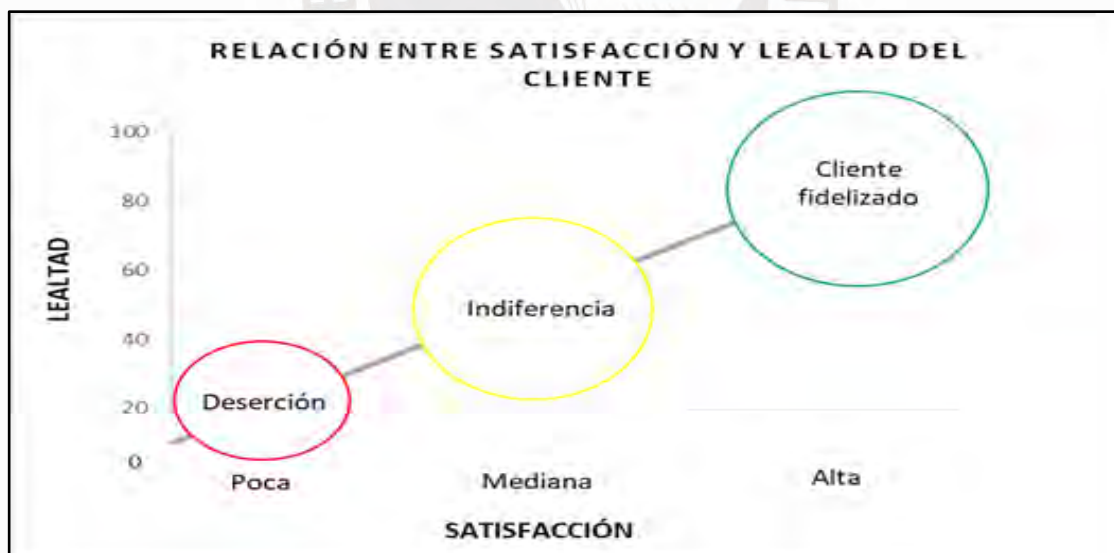 RELACIÓN ENTRE SATISFACCIÓN Y LEALTAD DEL
CLIENTE
100
80
60
40
20
0
LEALTAD
Cliente
fidelizado
Indiferencia
Deserción
Poca
Mediana
Alta
SATISFACCIÓN